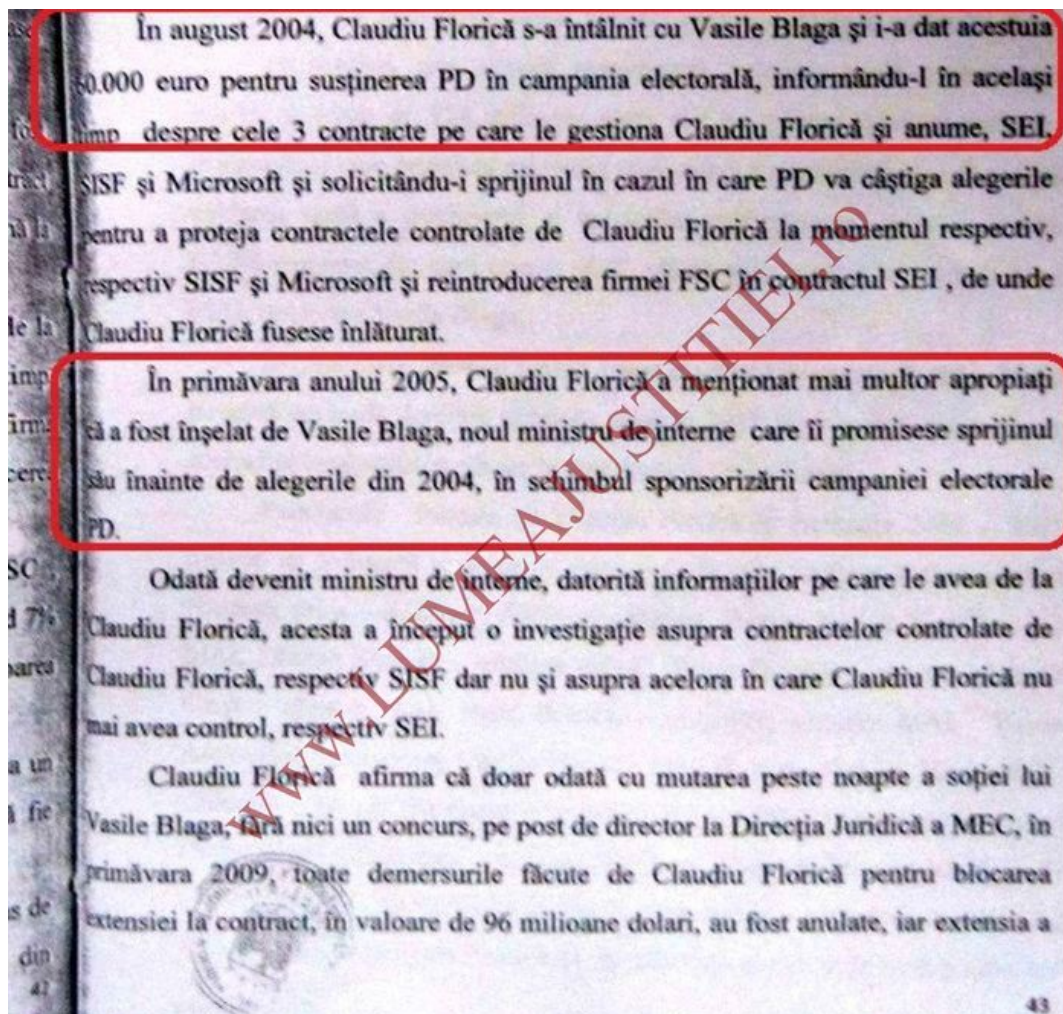 În august 2004, Claudiu Florică s-a întâlnit cu Vasile Blaga şi i-a dat acestuia
0.000 euro pentru susţinerea PD în campania electorală, informându-l în acelaşi
timp despre cele 3 contracte pe care le gestiona Claudiu Florică şi anume, SEI,
SISF şi Microsoft şi solicitându-i sprijinul în cazul în care PD va câştiga alegerile
pentru a proteja contractele controlate de Claudiu Florică la momentul respectiv,
respectiv SISF şi Microsoft şi reintroducerea firmei FSC în contractul SEI , de unde
Claudiu Florică fusese înlăturat.
În primăvara anului 2005, Claudiu Florică a menţionat mai multor apropiaţi
că a fost înşelat de Vasile Blaga, noul ministru de interne care îi promisese sprijinul
său înainte de alegerile din 2004, în schimbul sponsorizării campaniei electorale
PD.
Odată devenit ministru de interne, datorită informaţiilor pe care le avea de la
Claudiu Florică, acesta a început o investigaţie asupra contractelor controlate de
Claudiu Florică, respectiv SISF dar nu şi asupra acelora în care Claudiu Florică nu
mai avea control, respectiv SEI.
Claudiu Florică afirma că doar odată cu mutarea peste noapte a soţiei lui
Vasile Blaga, fără nici un concurs, pe post de director la Direcţia Juridică a MEC, în
primăvara 2009, toate demersurile făcute de Claudiu Florică pentru blocarea
extensiei la contract, în valoare de 96 milioane dolari, au fost anulate, iar extensia a
43
www.LUMEAJUSTITIEI.ro
le la
SC
1 7%
a un
fie
s de
din